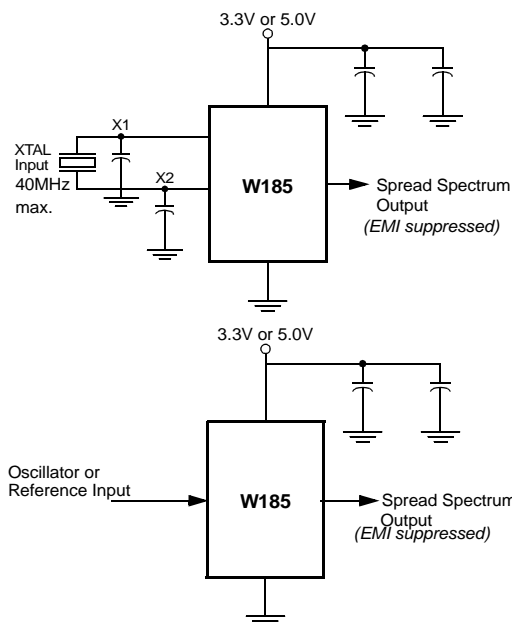 3.3V or 5.0V
X1
XTAL
Input
40MHz
max.
X2
W185
Spread Spectrum
Output
(EMI suppressed)
3.3V or 5.0V
Oscillator or
Reference Input
W185
Spread Spectrum
Output
(EMI suppressed)